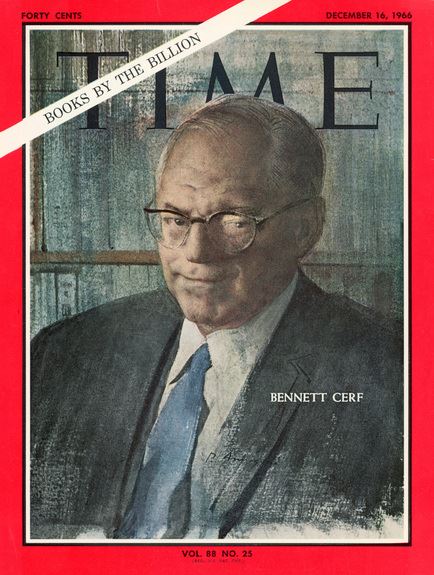 FORTY CENTS
DECEMBER 16, 1966
BOOKS BY THE BILLION
TIME
BENNETT CERF
VOL. 88 NO. 25